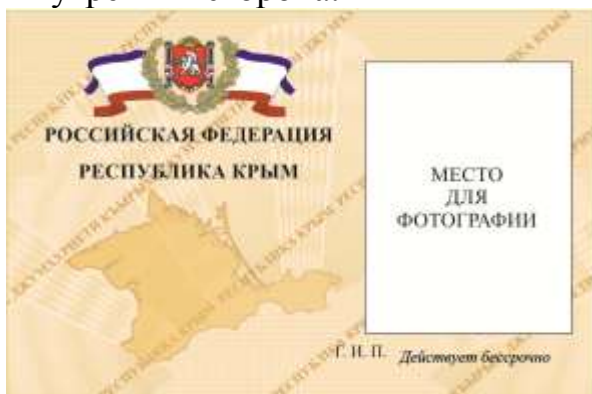 РОССИЙСКАЯ ФЕДЕРАЦИЯ
РЕСПУБЛИКА КРЫМ
МЕСТО
ДЛЯ
ФОТОГРАФИИ
Г. И. П.
Действует бессрочно